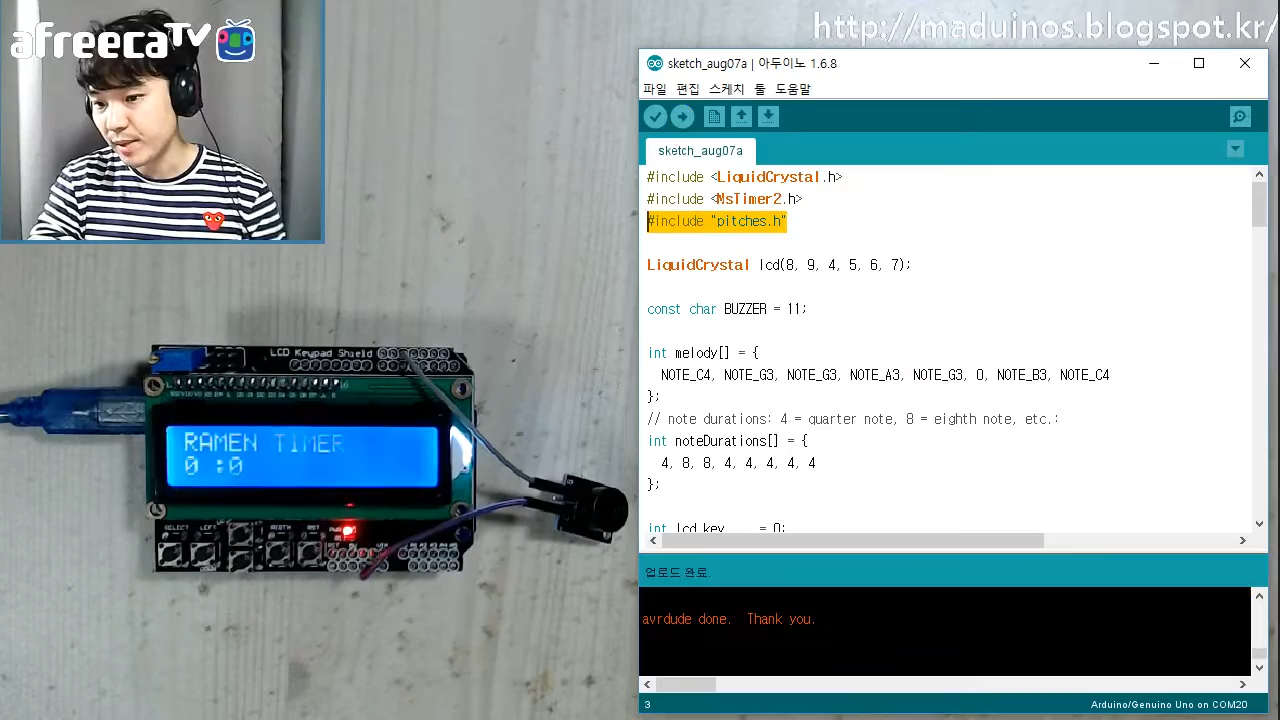 afreecaTV
http://maduinos.blogspot.kr/
sketch_aug07a | 아두이노 1.6.8
파일 편집 스케치 툴 도움말
sketch_aug07a
#include <LiquidCrystal.h>
#include <MsTimer2.h>
#include "pitches.h"
LiquidCrystal lcd(8, 9, 4, 5, 6, 7);
const char BUZZER = 11;
int melody[] = {
NOTE_C4, NOTE_G3, NOTE_G3, NOTE_A3, NOTE_G3, 0, NOTE_B3, NOTE_C4
};
// note durations: 4 = quarter note, 8 = eighth note, etc.:
int noteDurations[] = {
4, 8, 8, 4, 4, 4, 4, 4
};
int lcd_key = 0;
업로드 완료.
avrdude done. Thank you.
3
Arduino/Genuino Uno on COM20
LCD Keypad Shield
16
RAMEN TIMER
0 :0
SELECT LEFT RIGHT RST